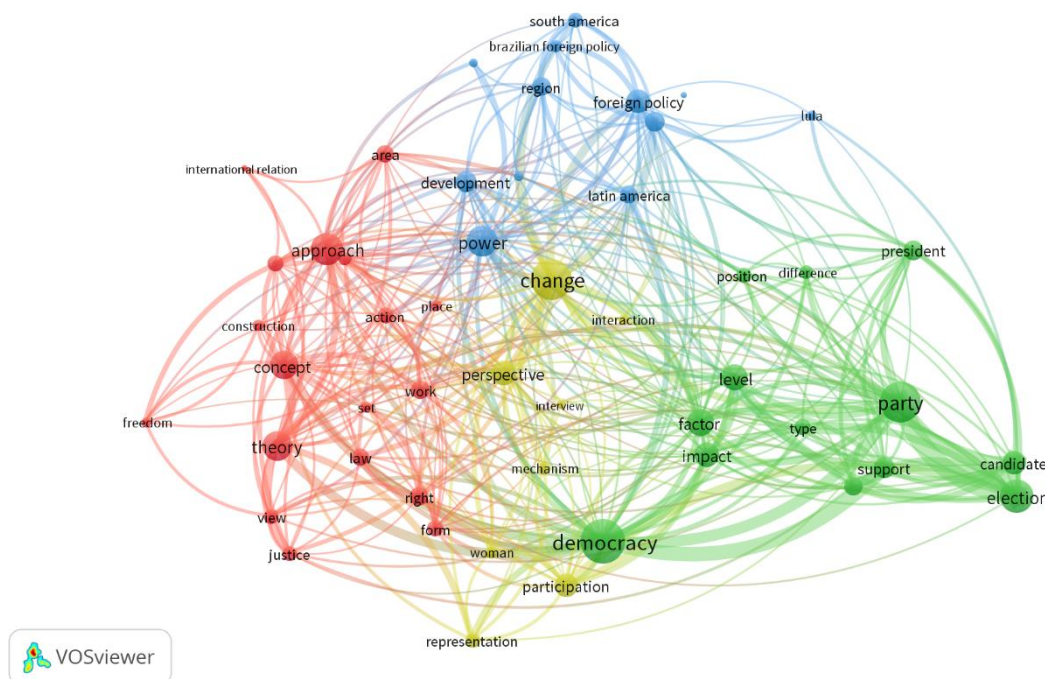 south america
brazilian foreign policy
region
foreign policy
lula
area
international relation
development
latin america
approach
power
president
change
position
difference
place
action
interaction
construction
concept
perspective
level
work
party
set
interview
freedom
factor
type
theory
law
impact
support
candidate
mechanism
right
election
view
form
democracy
justice
woman
participation
representation
VOSviewer